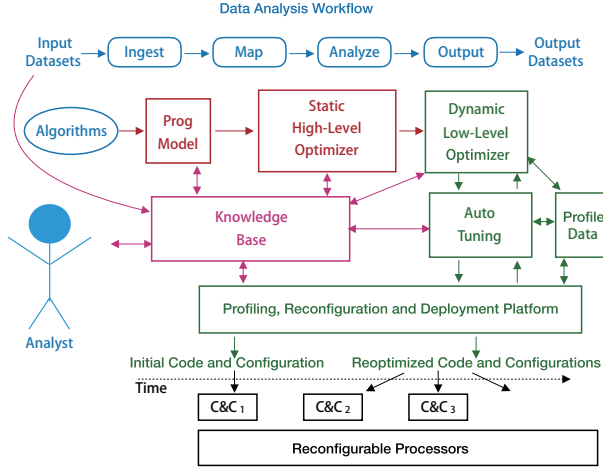 Data Analysis Workflow
Input
Datasets
Ingest
Map
Analyze
Output
Output
Datasets
Algorithms
Prog
Model
Static
High-Level
Optimizer
Dynamic
Low-Level
Optimizer
Knowledge
Base
Auto
Tuning
Profile
Data
Analyst
Profiling, Reconfiguration and Deployment Platform
Initial Code and Configuration
Reoptimized Code and Configurations
Time
C&C 1
C&C 2
C&C 3
Reconfigurable Processors